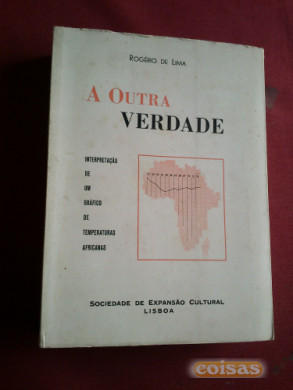 ROGÉRIO DE LIMA
A OUTRA
VERDADE
INTERPRETAÇÃO
DE
UM
GRÁFICO
DE
TEMPERATURAS
AFRICANAS
SOCIEDADE DE EXPANSÃO CULTURAL
LISBOA
coisas